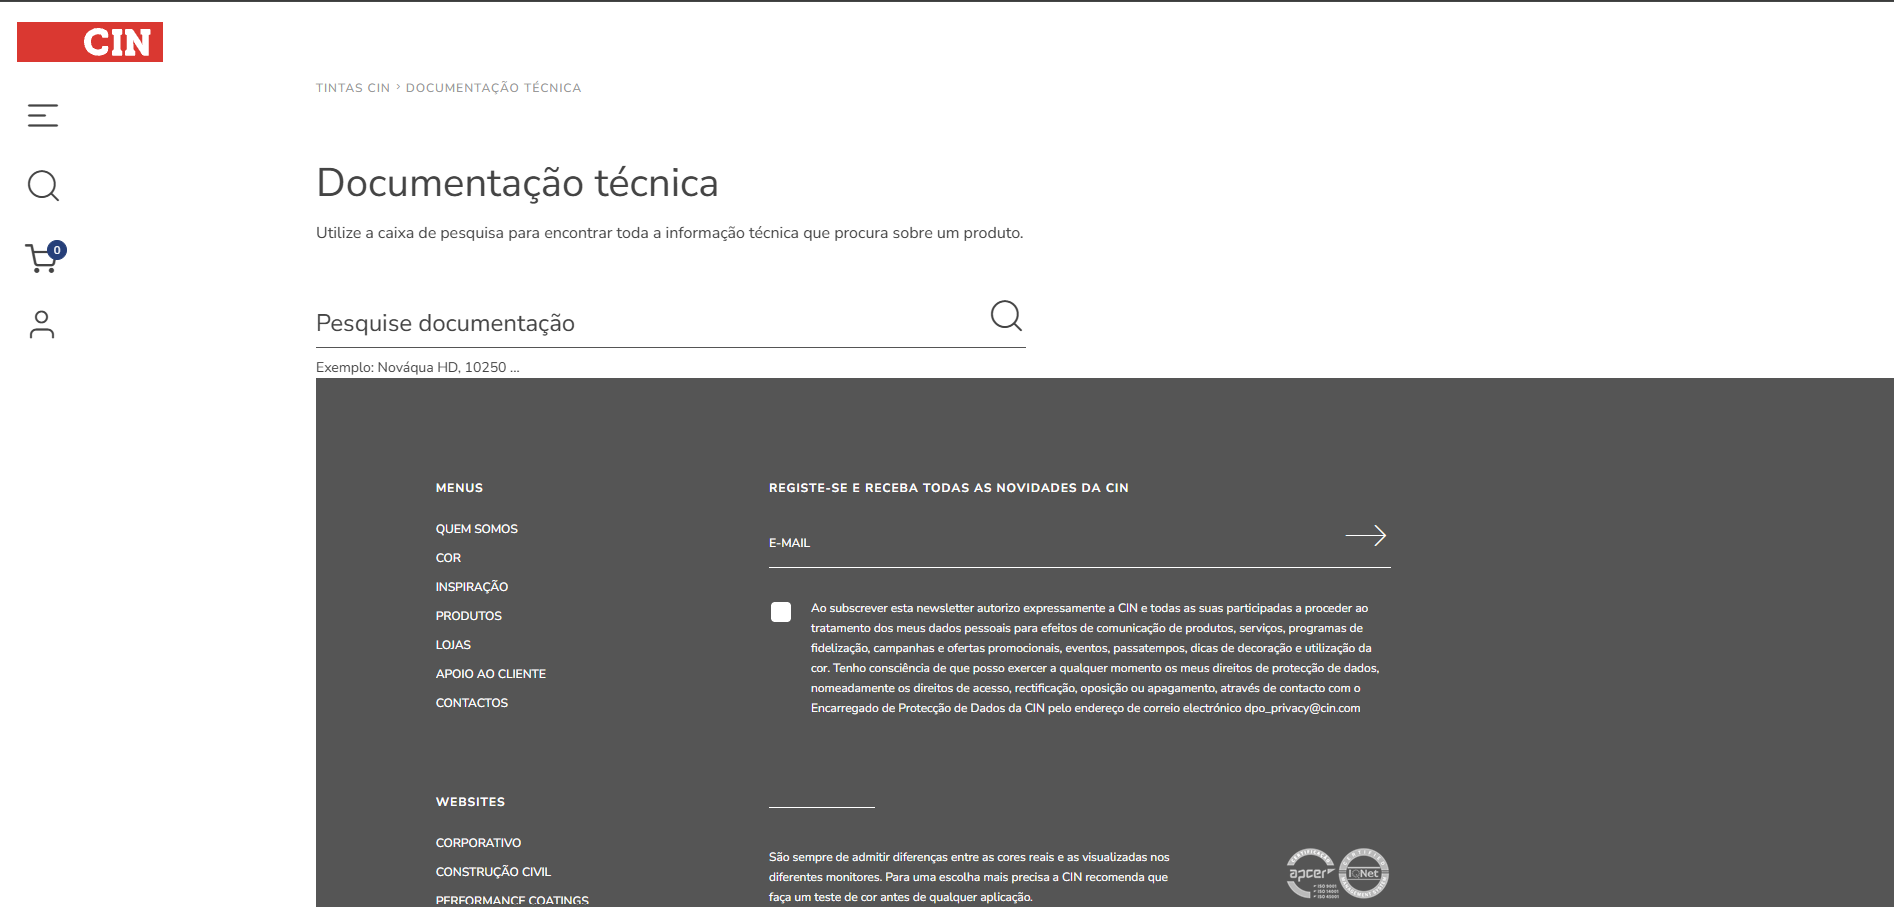 CIN
0
TINTAS CIN › DOCUMENTAÇÃO TÉCNICA
Documentação técnica
Utilize a caixa de pesquisa para encontrar toda a informação técnica que procura sobre um produto.
Pesquise documentação
Exemplo: Nováqua HD, 10250 ...
MENUS
QUEM SOMOS
COR
INSPIRAÇÃO
PRODUTOS
LOJAS
APOIO AO CLIENTE
CONTACTOS
REGISTE-SE E RECEBA TODAS AS NOVIDADES DA CIN
E-MAIL
Ao subscrever esta newsletter autorizo expressamente a CIN e todas as suas participadas a proceder ao
tratamento dos meus dados pessoais para efeitos de comunicação de produtos, serviços, programas de
fidelização, campanhas e ofertas promocionais, eventos, passatempos, dicas de decoração e utilização da
cor. Tenho consciência de que posso exercer a qualquer momento os meus direitos de protecção de dados,
nomeadamente os direitos de acesso, rectificação, oposição ou apagamento, através de contacto com o
Encarregado de Protecção de Dados da CIN pelo endereço de correio electrónico dpo_privacy@cin.com
WEBSITES
CORPORATIVO
CONSTRUÇÃO CIVIL
PERFORMANCE COATINGS
São sempre de admitir diferenças entre as cores reais e as visualizadas nos
diferentes monitores. Para uma escolha mais precisa a CIN recomenda que
faça um teste de cor antes de qualquer aplicação.
apcer
IQNet